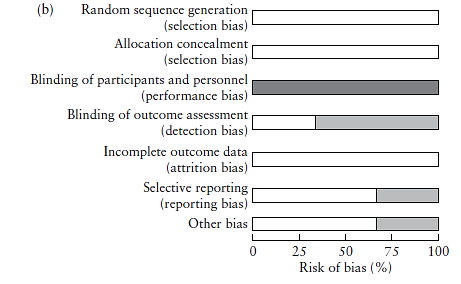 (b) Random sequence generation
(selection bias)
Allocation concealment
(selection bias)
Blinding of participants and personnel
(performance bias)
Blinding of outcome assessment
(detection bias)
Incomplete outcome data
(attrition bias)
Selective reporting
(reporting bias)
Other bias
0 25 50 75 100
Risk of bias (%)